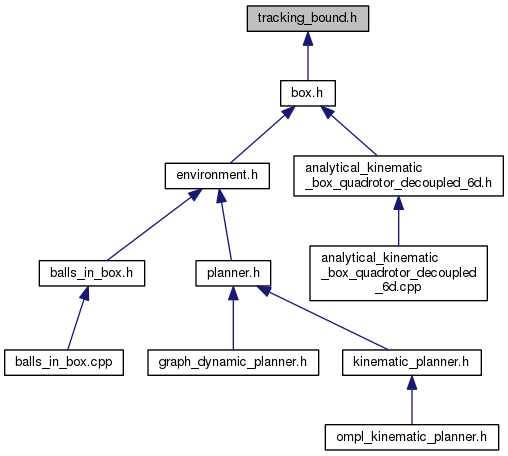 tracking_bound.h
box.h
environment.h
analytical_kinematic
_box_quadrotor_decoupled_6d.h
balls_in_box.h
planner.h
analytical_kinematic
_box_quadrotor_decoupled
_6d.cpp
balls_in_box.cpp
graph_dynamic_planner.h
kinematic_planner.h
ompl_kinematic_planner.h